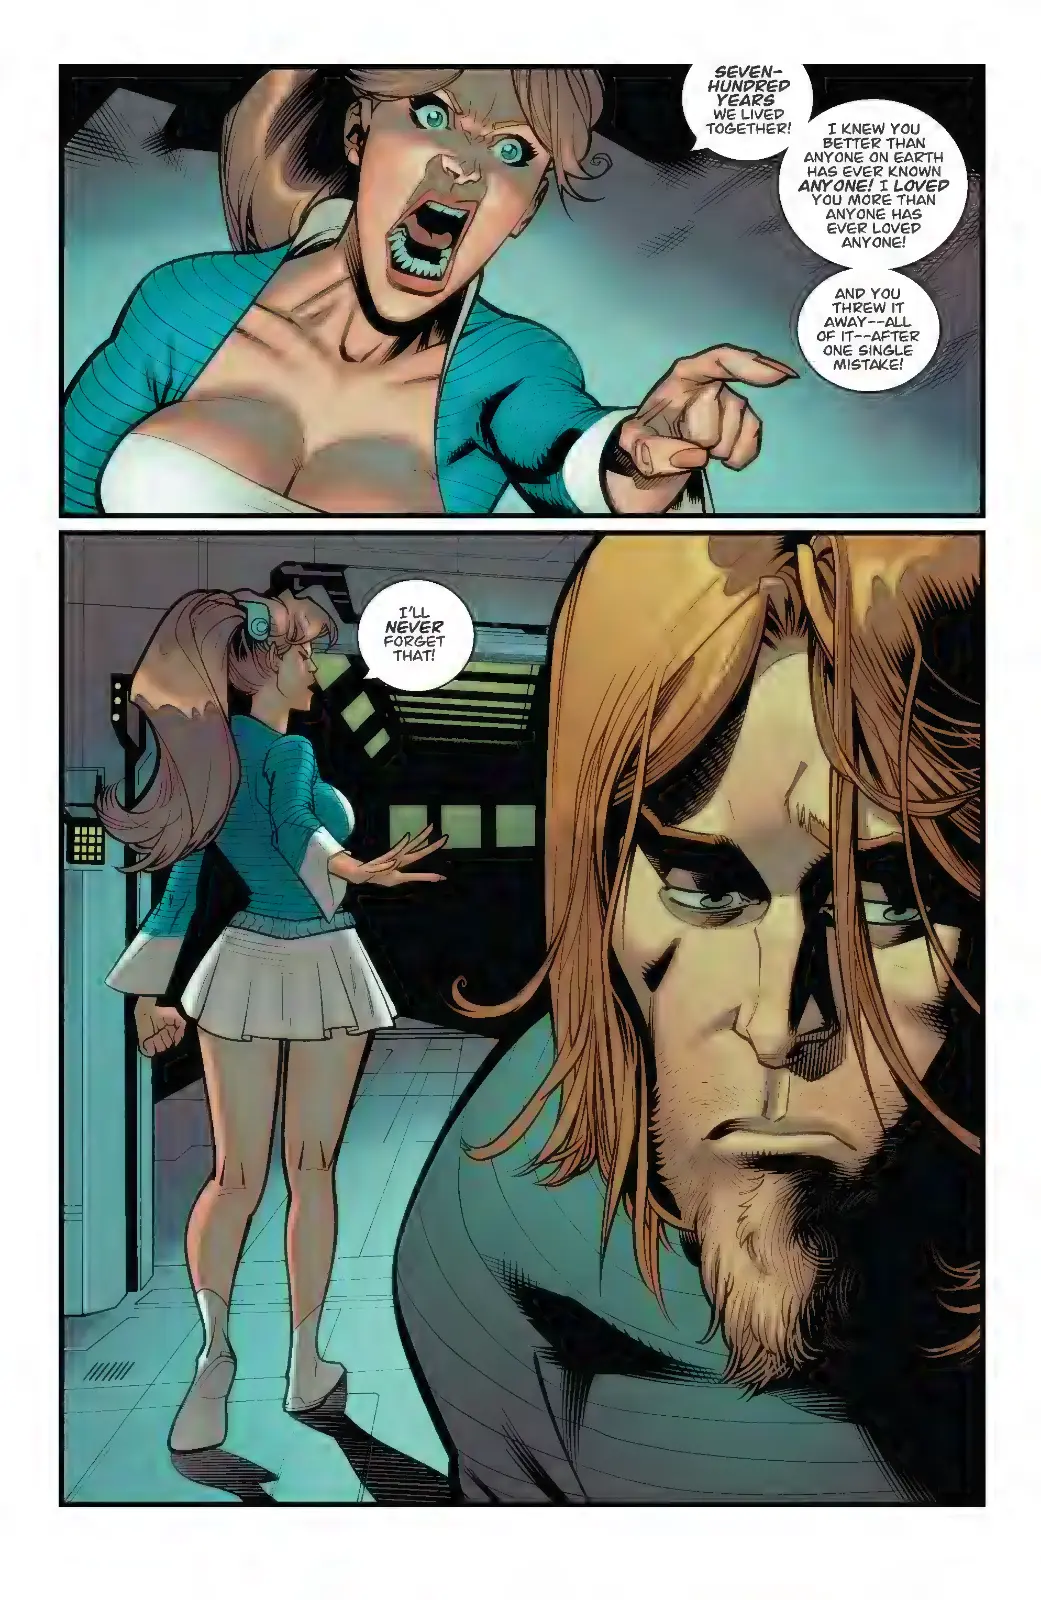 SEVEN-
HUNDRED
YEARS
WE LIVED
TOGETHER!
I KNEW YOU
BETTER THAN
ANYONE ON EARTH
HAS EVER KNOWN
ANYONE! I LOVED
YOU MORE THAN
ANYONE HAS
EVER LOVED
ANYONE!
AND YOU
THREW IT
AWAY--ALL
OF IT--AFTER
ONE SINGLE
MISTAKE!
I'LL
NEVER
FORGET
THAT!